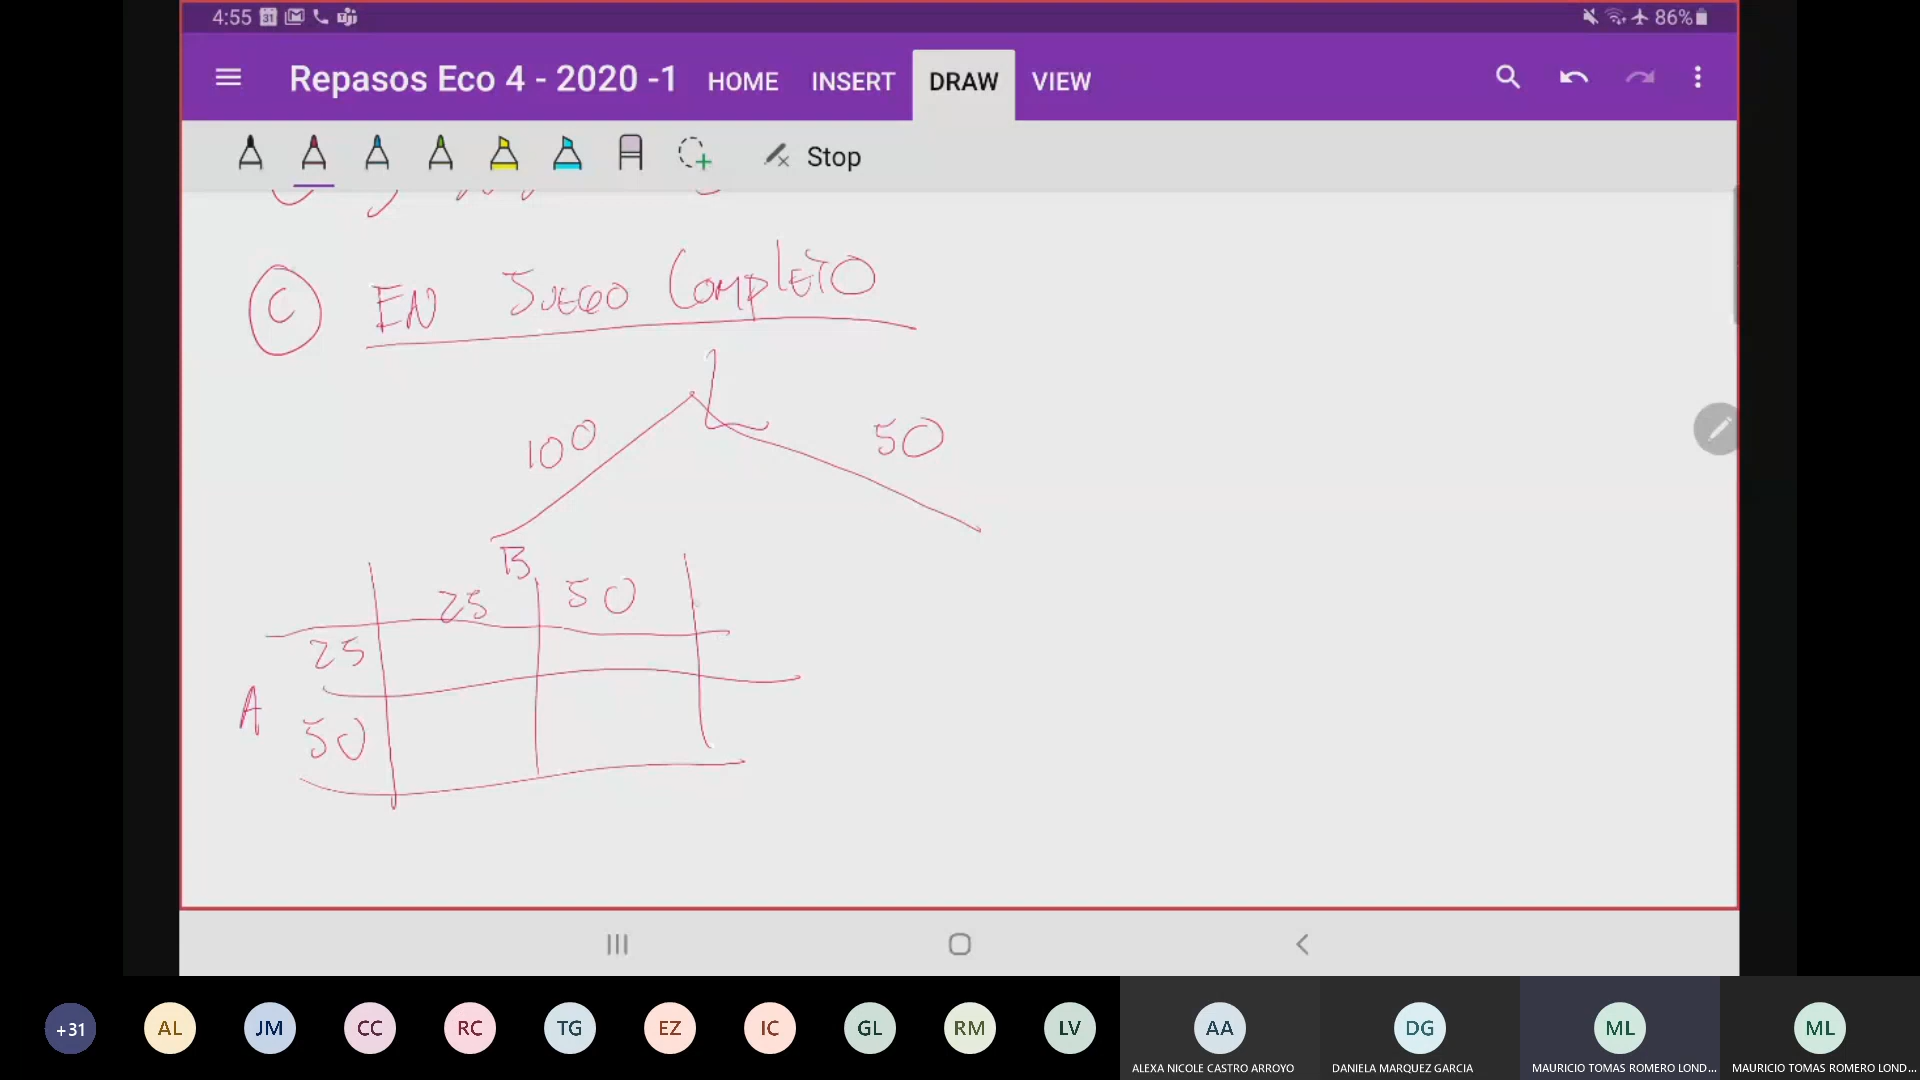 4:55 31 86%
Repasos Eco 4 - 2020 -1 HOME INSERT DRAW VIEW
Stop
C EN JUEGO COMPLETO
L
100 50
B
25 50
25
A
50
+31 AL JM CC RC TG EZ IC GL RM LV AA DG ML ML
ALEXA NICOLE CASTRO ARROYO DANIELA MARQUEZ GARCIA MAURICIO TOMAS ROMERO LOND... MAURICIO TOMAS ROMERO LOND...